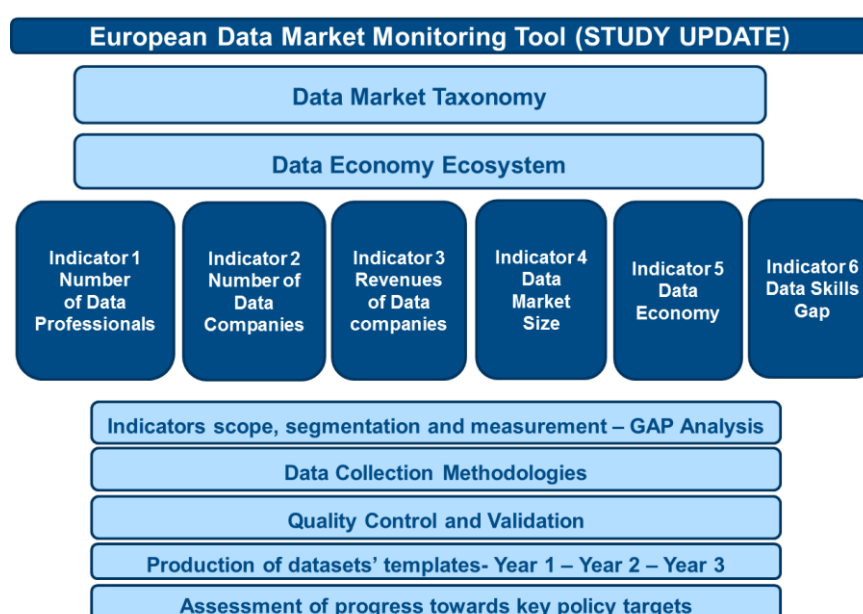 European Data Market Monitoring Tool (STUDY UPDATE)
Data Market Taxonomy
Data Economy Ecosystem
Indicator 1
Number
of Data
Professionals
Indicator 2
Number of
Data
Companies
Indicator 3
Revenues
of Data
companies
Indicator 4
Data
Market
Size
Indicator 5
Data
Economy
Indicator 6
Data Skills
Gap
Indicators scope, segmentation and measurement – GAP Analysis
Data Collection Methodologies
Quality Control and Validation
Production of datasets’ templates- Year 1 – Year 2 – Year 3
Assessment of progress towards key policy targets